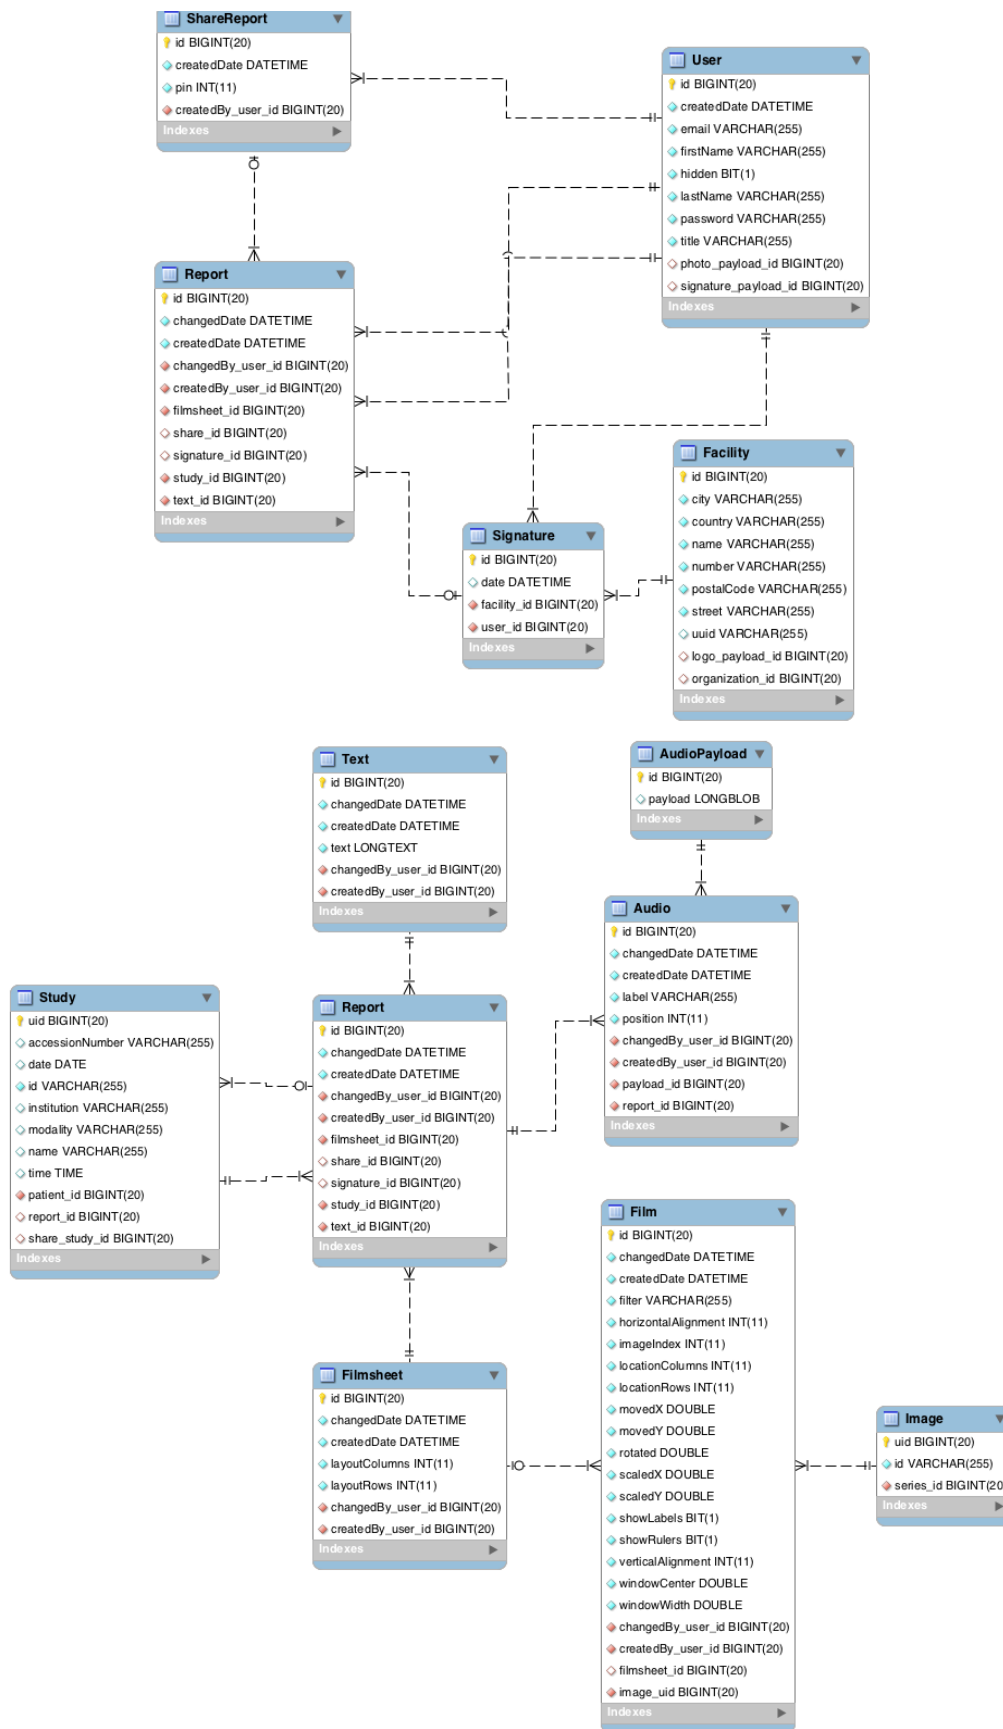 ShareReport
id BIGINT(20)
createdDate DATETIME
pin INT(11)
createdBy_user_id BIGINT(20)
Indexes
User
id BIGINT(20)
createdDate DATETIME
email VARCHAR(255)
firstName VARCHAR(255)
hidden BIT(1)
lastName VARCHAR(255)
password VARCHAR(255)
title VARCHAR(255)
photo_payload_id BIGINT(20)
signature_payload_id BIGINT(20)
Indexes
Report
id BIGINT(20)
changedDate DATETIME
createdDate DATETIME
changedBy_user_id BIGINT(20)
createdBy_user_id BIGINT(20)
filmsheet_id BIGINT(20)
share_id BIGINT(20)
signature_id BIGINT(20)
study_id BIGINT(20)
text_id BIGINT(20)
Indexes
Facility
id BIGINT(20)
city VARCHAR(255)
country VARCHAR(255)
name VARCHAR(255)
number VARCHAR(255)
postalCode VARCHAR(255)
street VARCHAR(255)
uuid VARCHAR(255)
logo_payload_id BIGINT(20)
organization_id BIGINT(20)
Indexes
Signature
id BIGINT(20)
date DATETIME
facility_id BIGINT(20)
user_id BIGINT(20)
Indexes
Text
id BIGINT(20)
changedDate DATETIME
createdDate DATETIME
text LONGTEXT
changedBy_user_id BIGINT(20)
createdBy_user_id BIGINT(20)
Indexes
AudioPayload
id BIGINT(20)
payload LONGBLOB
Indexes
Audio
id BIGINT(20)
changedDate DATETIME
createdDate DATETIME
label VARCHAR(255)
position INT(11)
changedBy_user_id BIGINT(20)
createdBy_user_id BIGINT(20)
payload_id BIGINT(20)
report_id BIGINT(20)
Indexes
Study
uid BIGINT(20)
accessionNumber VARCHAR(255)
date DATE
id VARCHAR(255)
institution VARCHAR(255)
modality VARCHAR(255)
name VARCHAR(255)
time TIME
patient_id BIGINT(20)
report_id BIGINT(20)
share_study_id BIGINT(20)
Indexes
Report
id BIGINT(20)
changedDate DATETIME
createdDate DATETIME
changedBy_user_id BIGINT(20)
createdBy_user_id BIGINT(20)
filmsheet_id BIGINT(20)
share_id BIGINT(20)
signature_id BIGINT(20)
study_id BIGINT(20)
text_id BIGINT(20)
Indexes
Film
id BIGINT(20)
changedDate DATETIME
createdDate DATETIME
filter VARCHAR(255)
horizontalAlignment INT(11)
imageIndex INT(11)
locationColumns INT(11)
locationRows INT(11)
movedX DOUBLE
movedY DOUBLE
rotated DOUBLE
scaledX DOUBLE
scaledY DOUBLE
showLabels BIT(1)
showRulers BIT(1)
verticalAlignment INT(11)
windowCenter DOUBLE
windowWidth DOUBLE
changedBy_user_id BIGINT(20)
createdBy_user_id BIGINT(20)
filmsheet_id BIGINT(20)
image_uid BIGINT(20)
Indexes
Filmsheet
id BIGINT(20)
changedDate DATETIME
createdDate DATETIME
layoutColumns INT(11)
layoutRows INT(11)
changedBy_user_id BIGINT(20)
createdBy_user_id BIGINT(20)
Indexes
Image
uid BIGINT(20)
id VARCHAR(255)
series_id BIGINT(20
Indexes